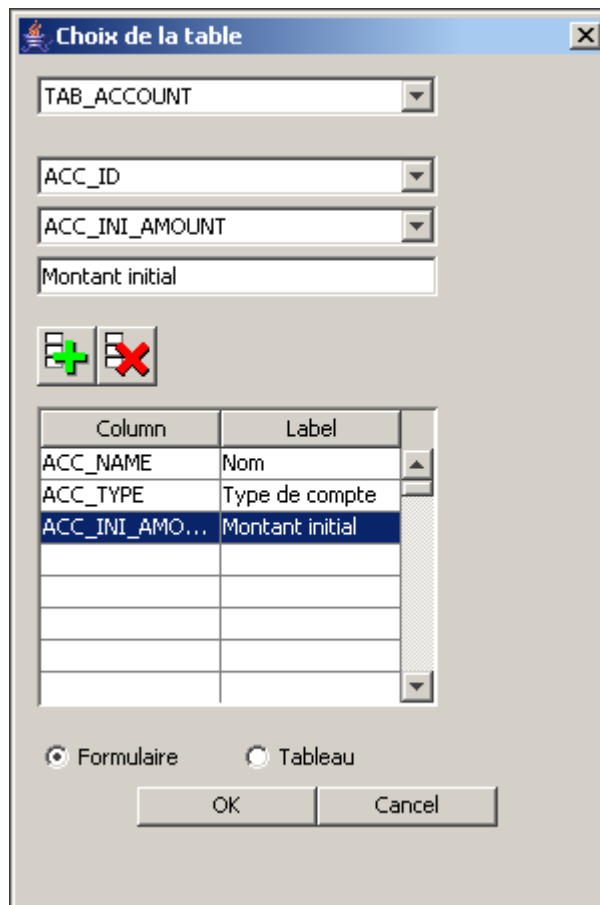 Choix de la table
TAB_ACCOUNT
ACC_ID
ACC_INI_AMOUNT
Montant initial
Column Label
ACC_NAME Nom
ACC_TYPE Type de compte
ACC_INI_AMO... Montant initial
Formulaire Tableau
OK Cancel